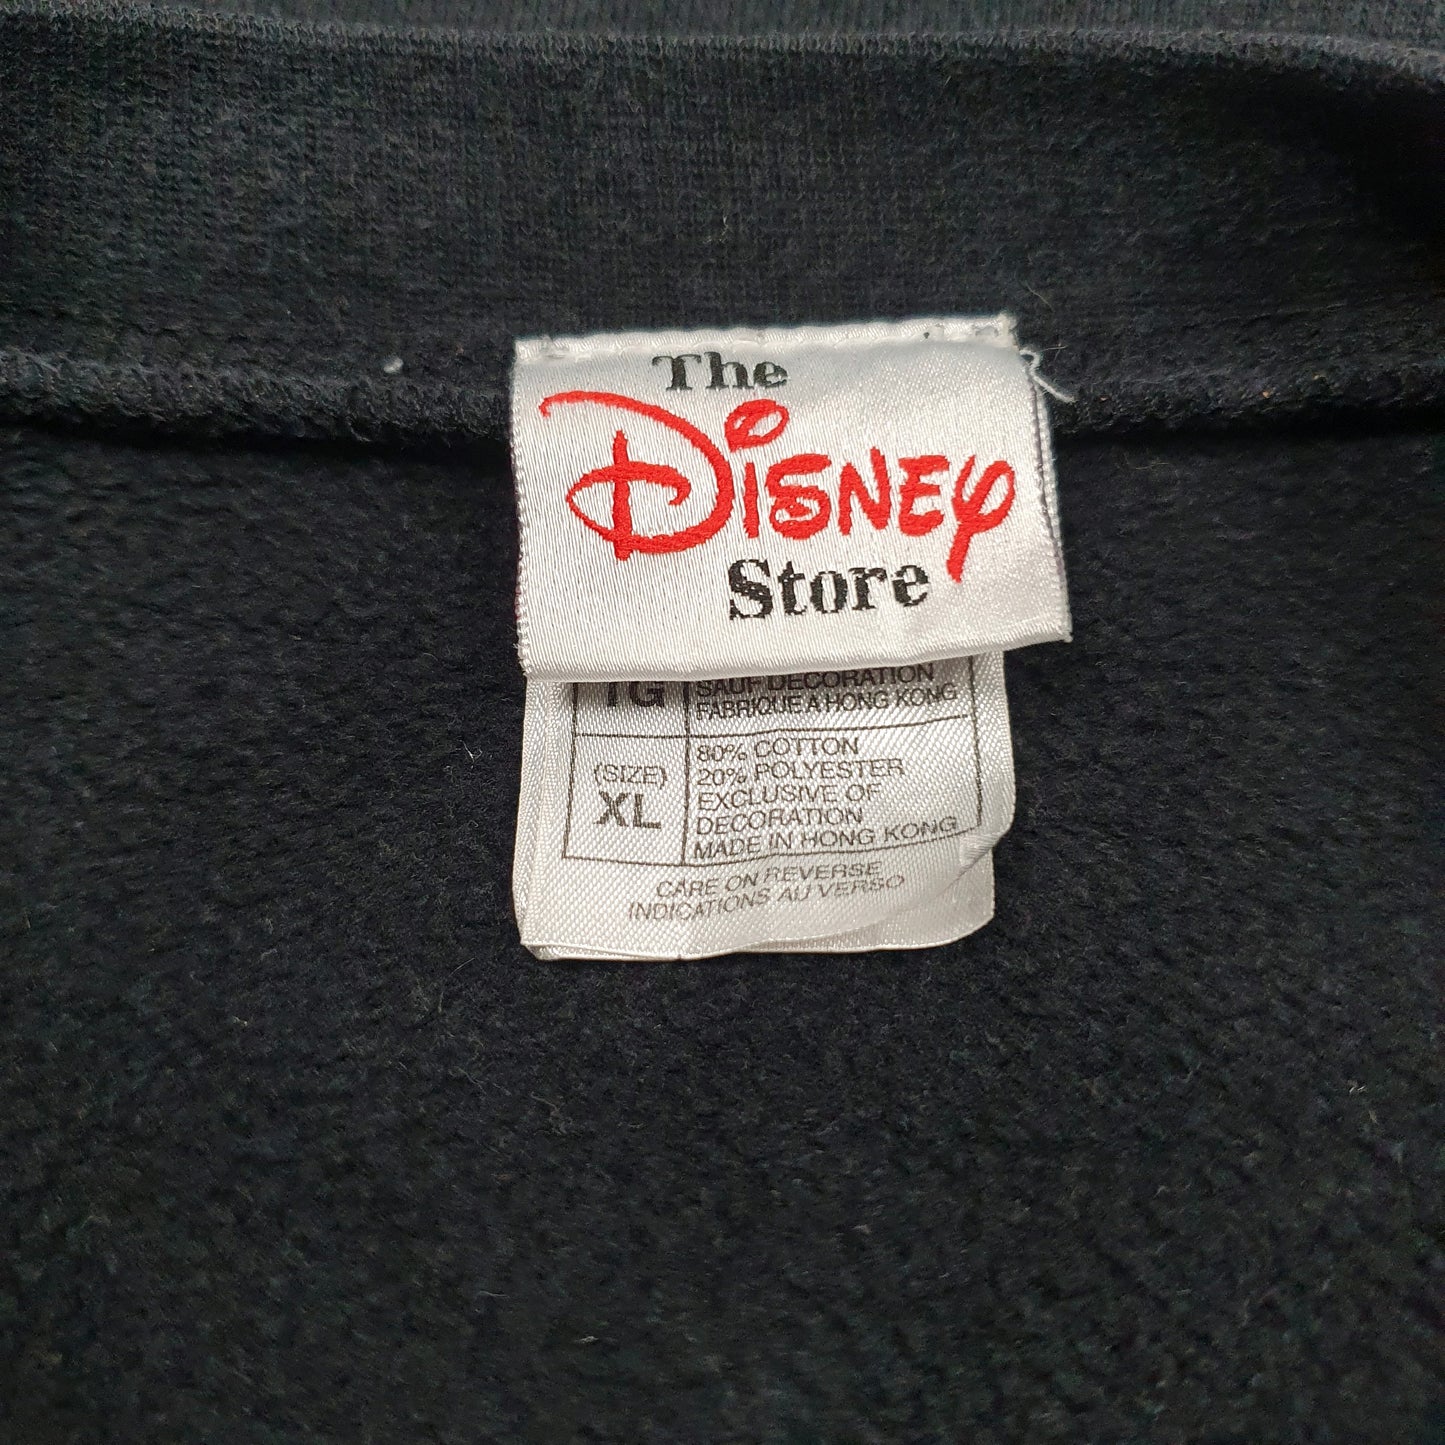 The
Disney
Store
TG
SAUF DECORATION
FABRIQUE A HONG KONG
(SIZE)
XL
80% COTTON
20% POLYESTER
EXCLUSIVE OF
DECORATION
MADE IN HONG KONG
CARE ON REVERSE
INDICATIONS AU VERSO